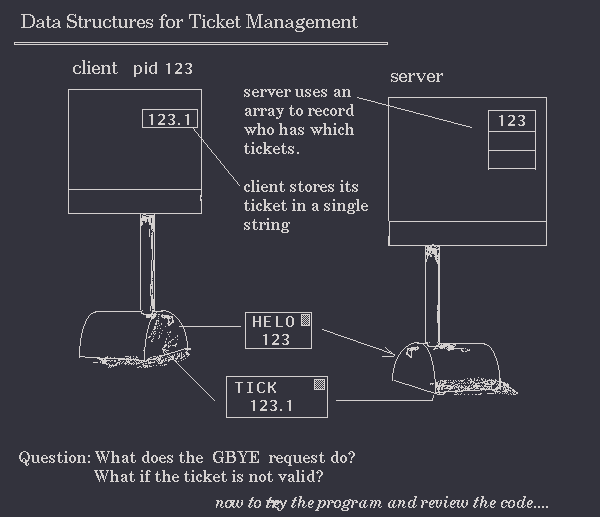 Data Structures for Ticket Management
client pid 123
server
123.1
server uses an
array to record
who has which
tickets.
123
client stores its
ticket in a single
string
HELO
123
TICK
123.1
Question: What does the GBYE request do?
What if the ticket is not valid?
now to try the program and review the code....